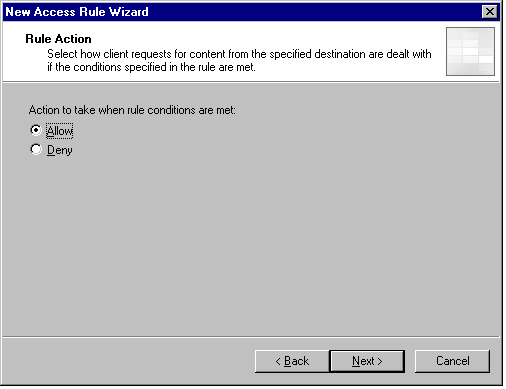 New Access Rule Wizard
Rule Action
Select how client requests for content from the specified destination are dealt with
if the conditions specified in the rule are met.
Action to take when rule conditions are met:
Allow
Deny
< Back
Next >
Cancel